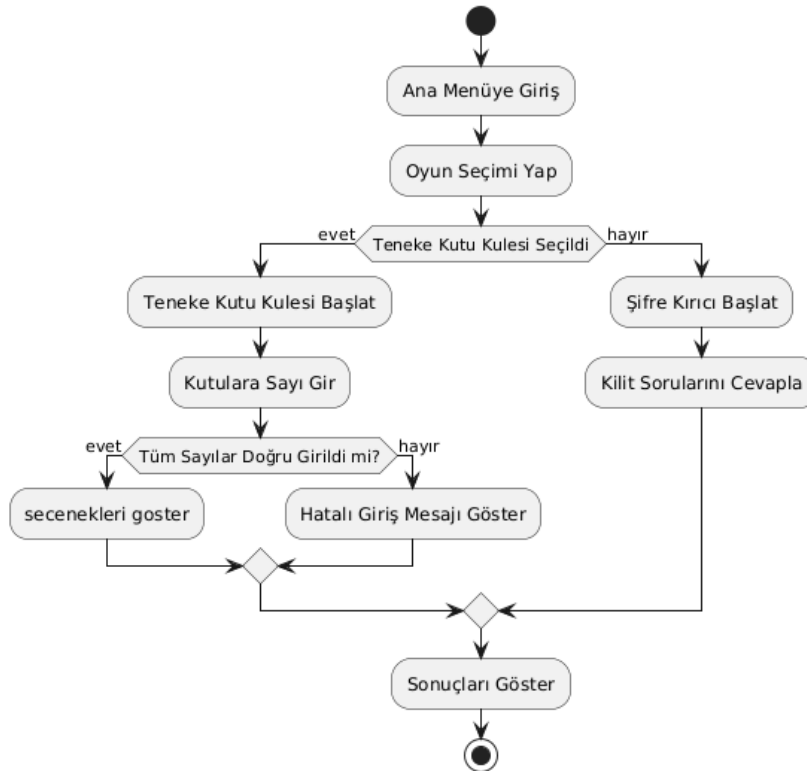 Ana Menüye Giriş
Oyun Seçimi Yap
evet
Teneke Kutu Kulesi Seçildi
hayır
Teneke Kutu Kulesi Başlat
Şifre Kırıcı Başlat
Kutulara Sayı Gir
Kilit Sorularını Cevapla
evet
Tüm Sayılar Doğru Girildi mi?
hayır
secenekleri goster
Hatalı Giriş Mesajı Göster
Sonuçları Göster